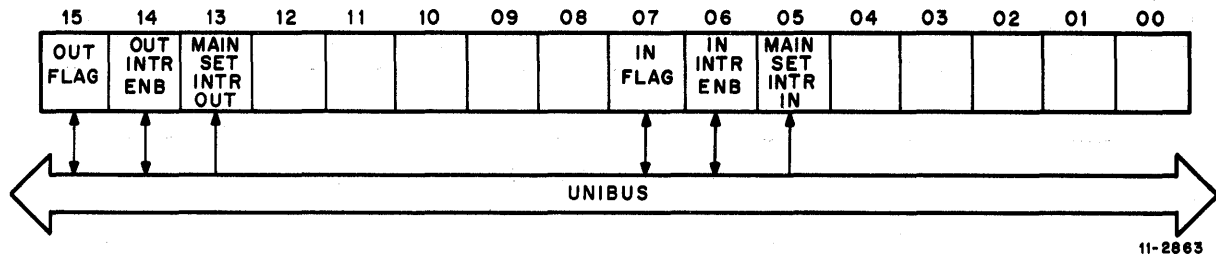 15 14 13 12 11 10 09 08 07 06 05 04 03 02 01 00
OUT FLAG
OUT INTR ENB
MAIN SET INTR OUT
IN FLAG
IN INTR ENB
MAIN SET INTR IN
UNIBUS
11-2863